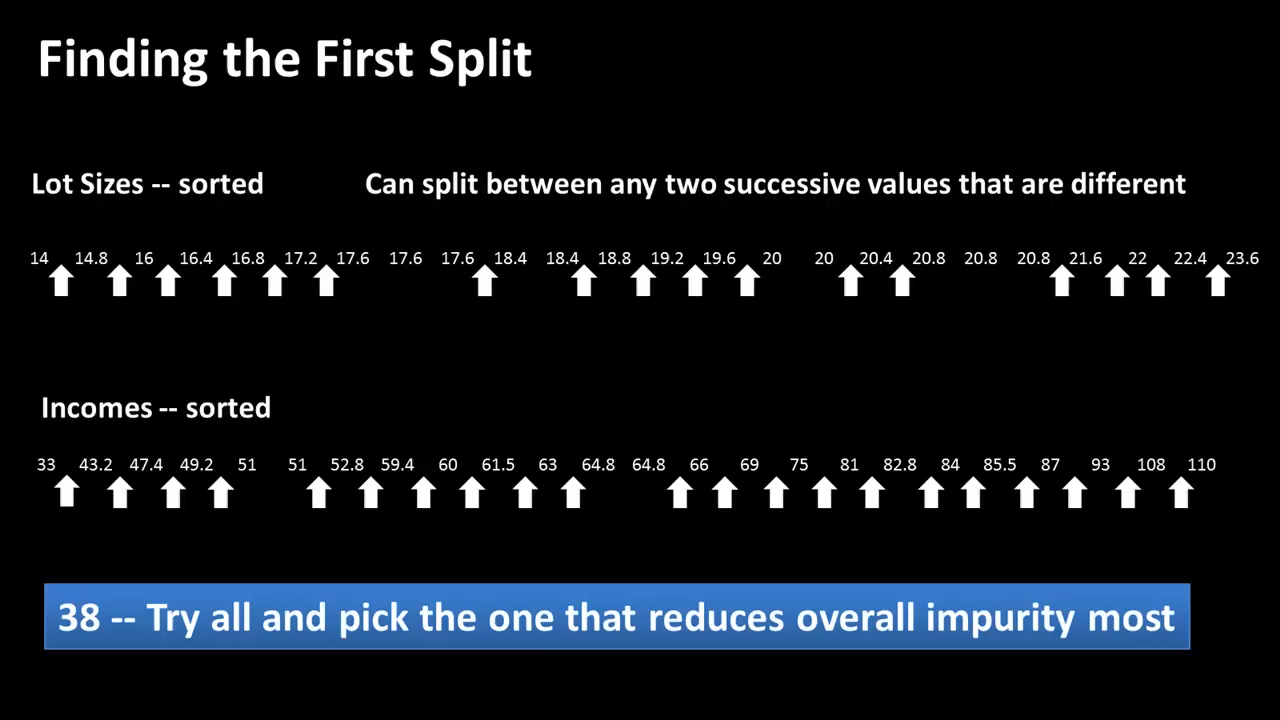 Finding the First Split
Lot Sizes -- sorted
Can split between any two successive values that are different
14 14.8 16 16.4 16.8 17.2 17.6 17.6 17.6 18.4 18.4 18.8 19.2 19.6 20 20 20.4 20.8 20.8 20.8 21.6 22 22.4 23.6
Incomes -- sorted
33 43.2 47.4 49.2 51 51 52.8 59.4 60 61.5 63 64.8 64.8 66 69 75 81 82.8 84 85.5 87 93 108 110
38 -- Try all and pick the one that reduces overall impurity most